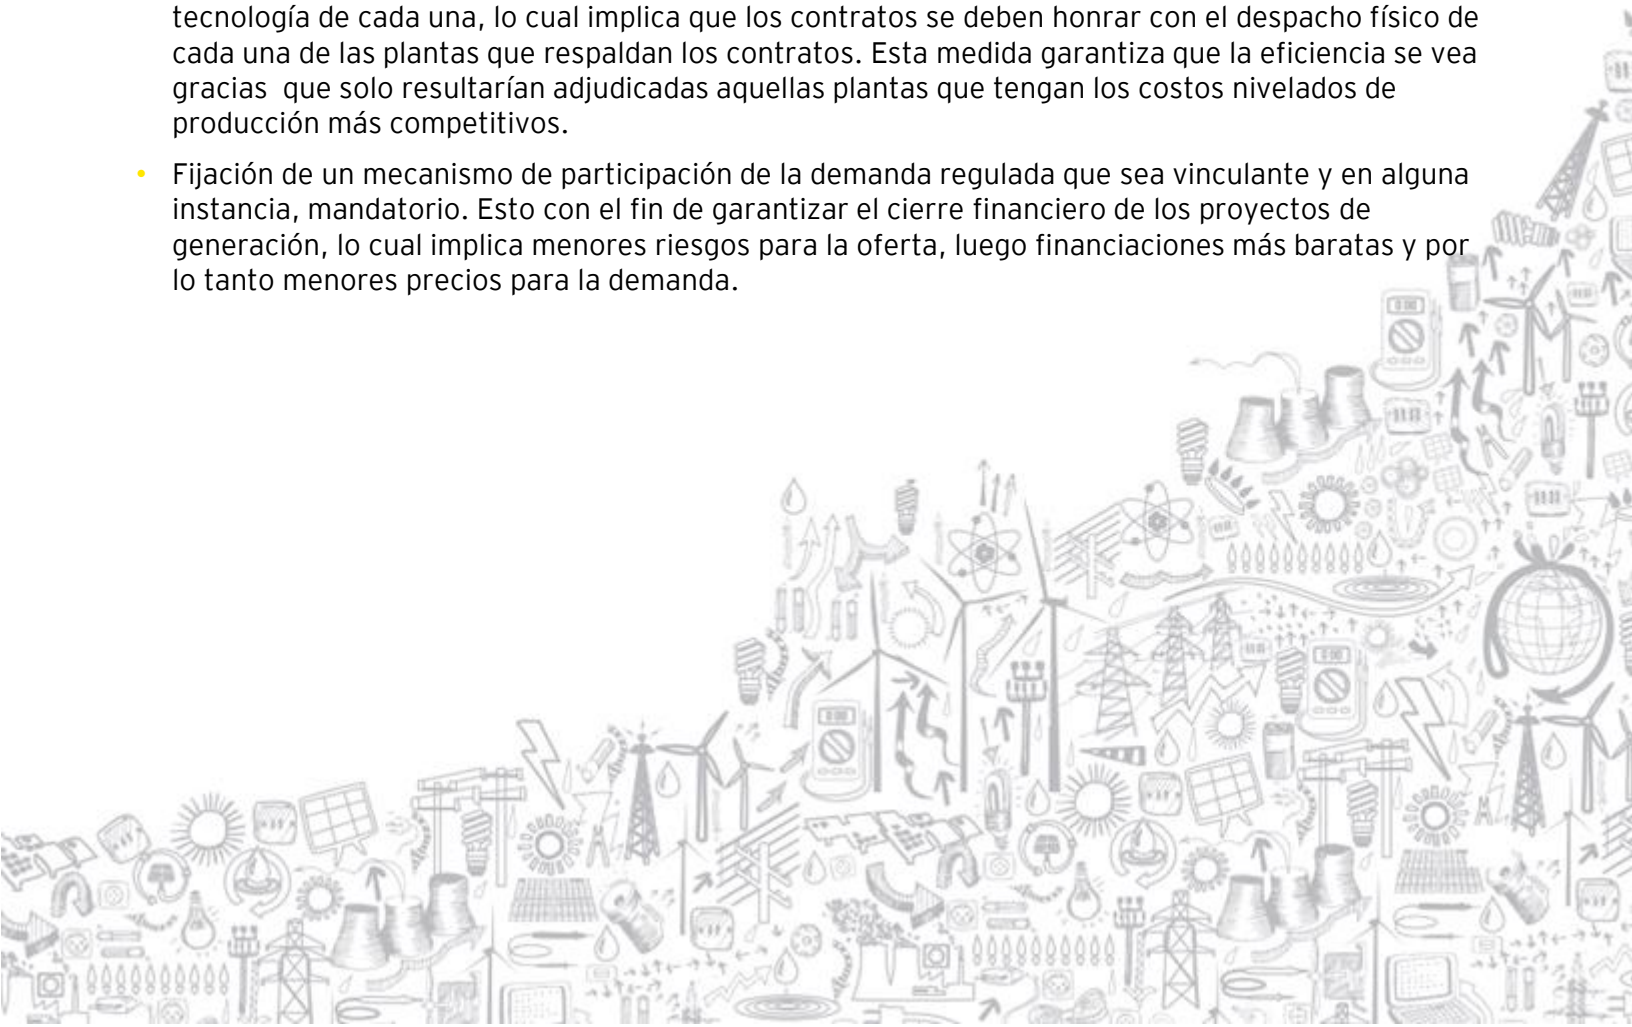 tecnología de cada una, lo cual implica que los contratos se deben honrar con el despacho físico de
cada una de las plantas que respaldan los contratos. Esta medida garantiza que la eficiencia se vea
gracias  que solo resultarían adjudicadas aquellas plantas que tengan los costos nivelados de
producción más competitivos.
• Fijación de un mecanismo de participación de la demanda regulada que sea vinculante y en alguna
instancia, mandatorio. Esto con el fin de garantizar el cierre financiero de los proyectos de
generación, lo cual implica menores riesgos para la oferta, luego financiaciones más baratas y por
lo tanto menores precios para la demanda.